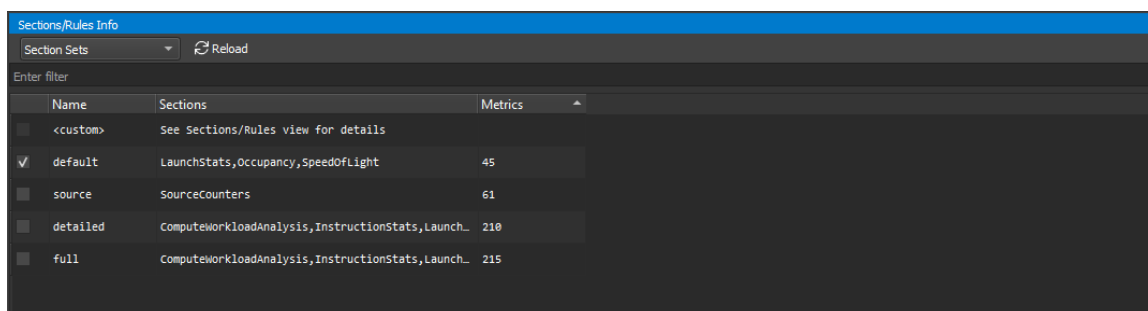 Sections/Rules Info
Section Sets Reload
Enter filter
Name Sections Metrics
<custom> See Sections/Rules view for details
default LaunchStats,Occupancy,SpeedOfLight 45
source SourceCounters 61
detailed ComputeWorkloadAnalysis,InstructionStats,Launch… 210
full ComputeWorkloadAnalysis,InstructionStats,Launch… 215